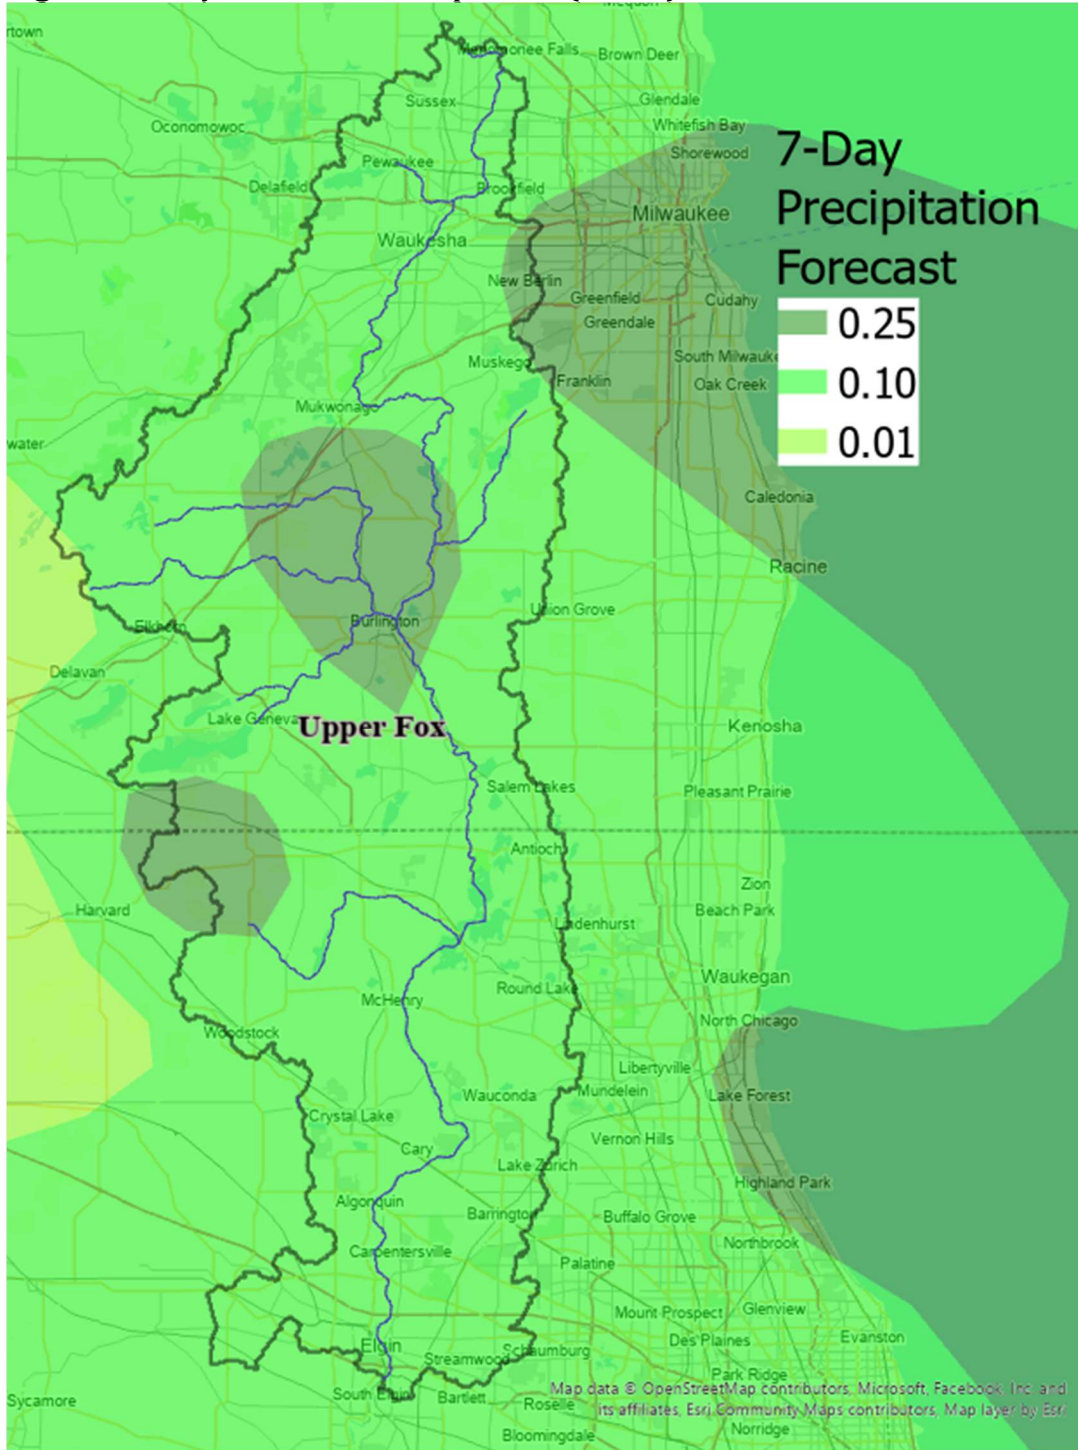 Menomonee Falls
Brown Deer
rtown
Sussex
Glendale
Oconomowoc
Whitefish Bay
Pewaukee
Shorewood
Delafield
Brookfield
Milwaukee
Waukesha
New Berlin
Greenfield
Cudahy
Greendale
Muskego
South Milwauke
Franklin
Oak Creek
Mukwonago
water
Caledonia
Racine
Union Grove
Burlington
Elkhorn
Delavan
Lake Geneva
Upper Fox
Kenosha
Salem Lakes
Pleasant Prairie
Antioch
Zion
Harvard
Beach Park
Lindenhurst
Waukegan
Round Lake
McHenry
North Chicago
Woodstock
Libertyville
Mundelein
Wauconda
Lake Forest
Crystal Lake
Vernon Hills
Cary
Lake Zurich
Highland Park
Algonquin
Barrington
Buffalo Grove
Northbrook
Carpentersville
Palatine
Mount Prospect
Glenview
Evanston
Des Plaines
Elgin
Schaumburg
Streamwood
Park Ridge
South Elgin
Bartlett
Sycamore
Roselle
Norridge
Bloomingdale
7-Day
Precipitation
Forecast
0.25
0.10
0.01
Map data © OpenStreetMap contributors, Microsoft, Facebook, Inc. and
its affiliates, Esri Community Maps contributors, Map layer by Esri